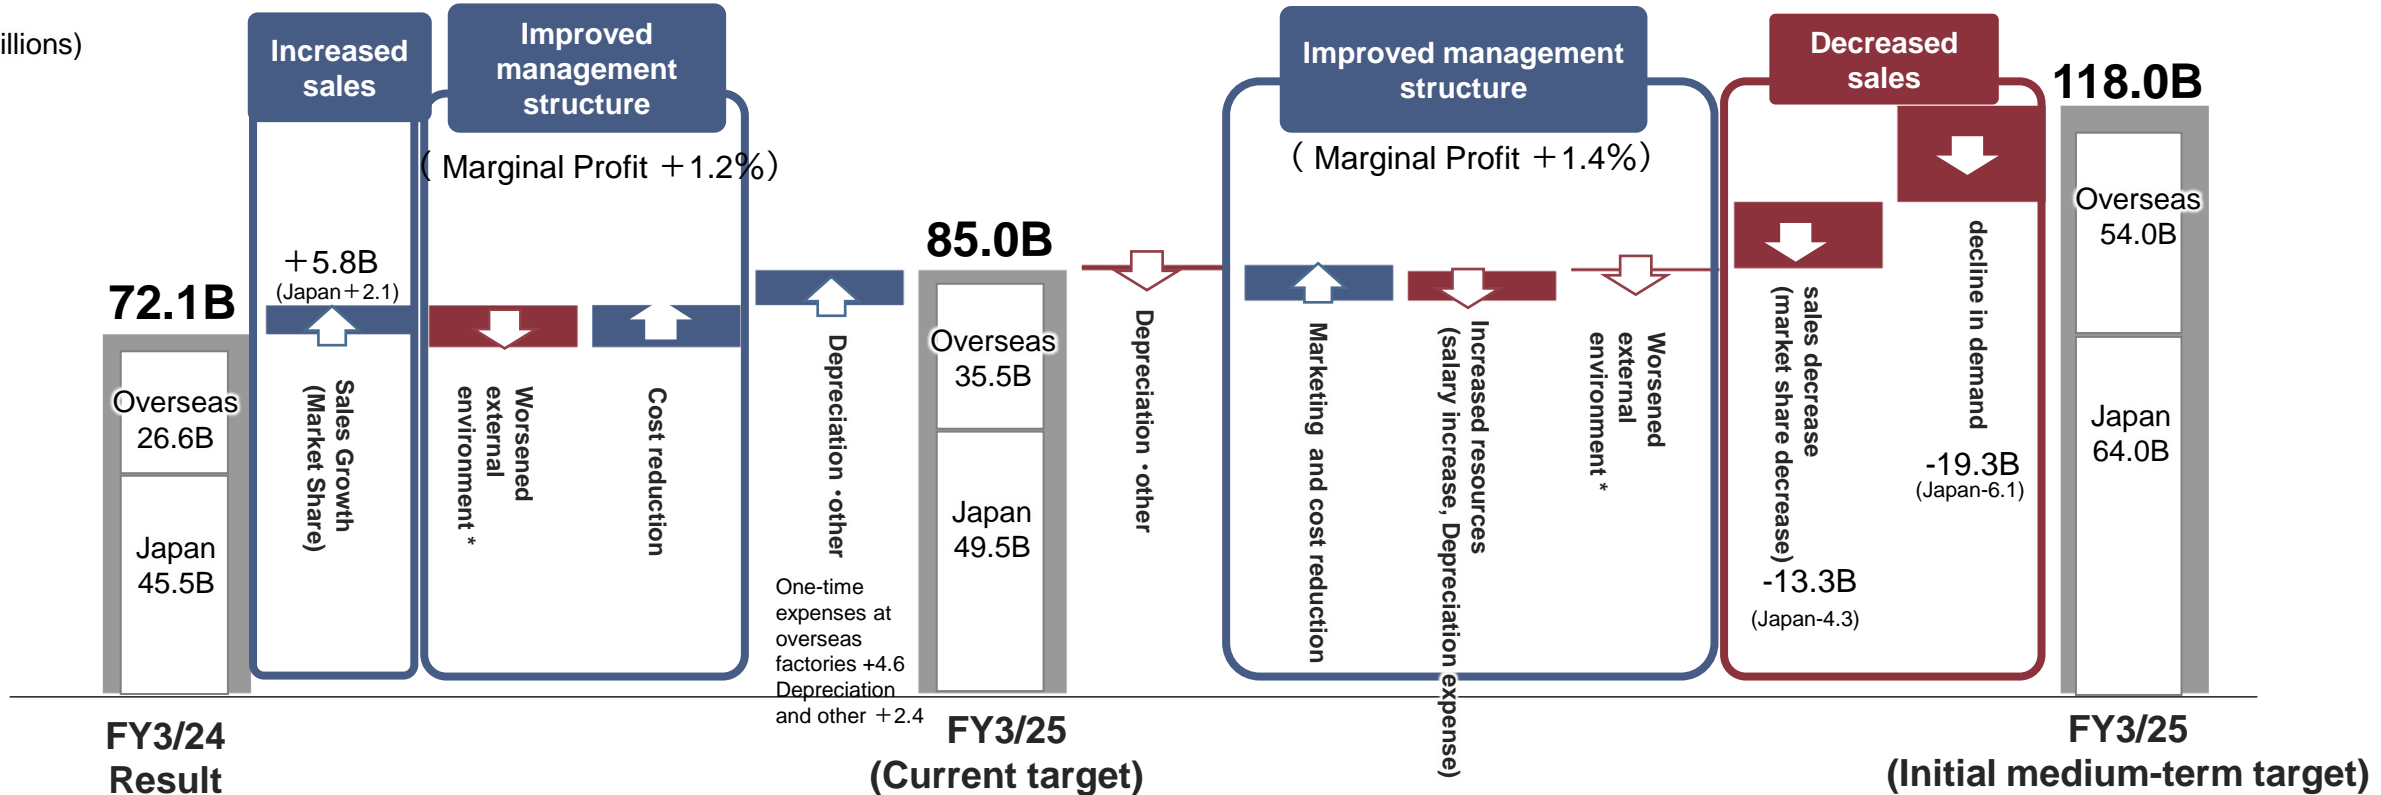 illions)
Increased
sales
Improved
management
structure
( Marginal Profit +1.2%)
Improved management
structure
( Marginal Profit +1.4%)
Decreased
sales
72.1B
Overseas
26.6B
Japan
45.5B
FY3/24
Result
+5.8B
(Japan+2.1)
Sales Growth
(Market Share)
Worsened
external
environment *
Cost reduction
Depreciation ・other
One-time
expenses at
overseas
factories +4.6
Depreciation
and other +2.4
85.0B
Overseas
35.5B
Japan
49.5B
FY3/25
(Current target)
Depreciation ・other
Marketing and cost reduction
Increased resources
(salary increase, Depreciation expense)
Worsened
external
environment *
sales decrease
(market share decrease)
-13.3B
(Japan-4.3)
decline in demand
-19.3B
(Japan-6.1)
118.0B
Overseas
54.0B
Japan
64.0B
FY3/25
(Initial medium-term target)